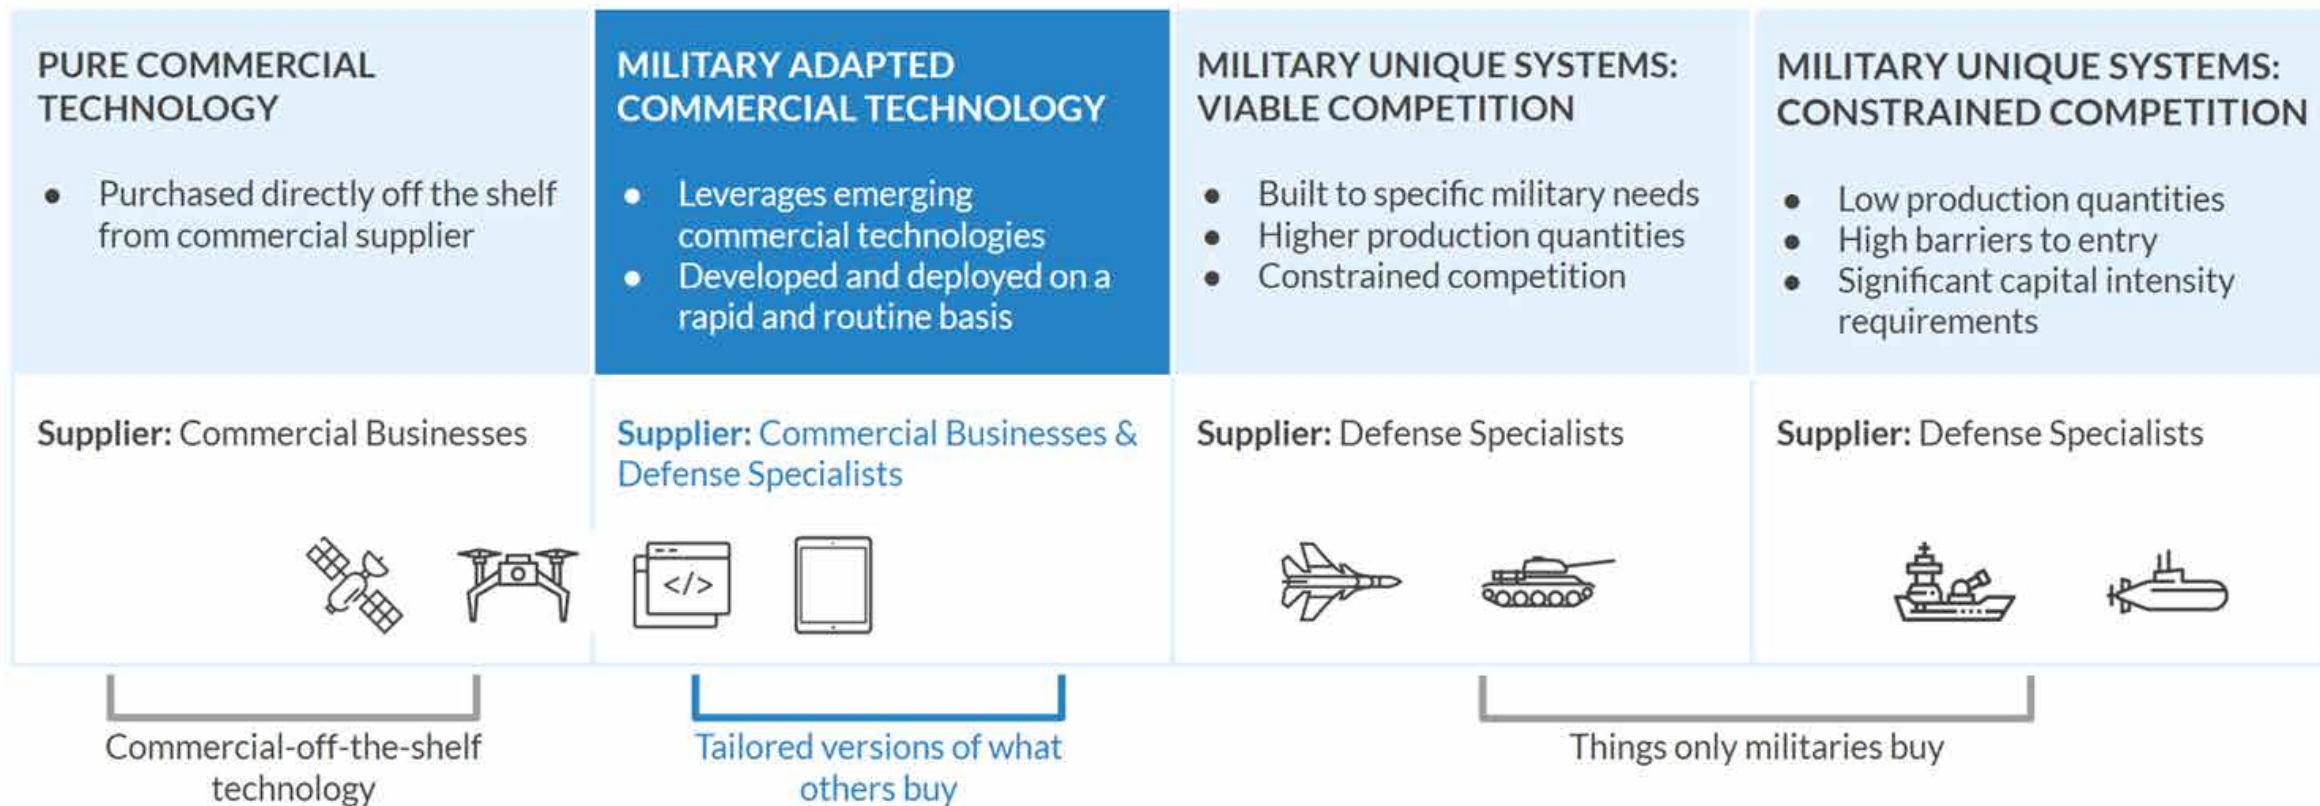 PURE COMMERCIAL
TECHNOLOGY
● Purchased directly off the shelf
from commercial supplier
Supplier: Commercial Businesses
MILITARY ADAPTED
COMMERCIAL TECHNOLOGY
● Leverages emerging
commercial technologies
● Developed and deployed on a
rapid and routine basis
Supplier: Commercial Businesses &
Defense Specialists
</>
MILITARY UNIQUE SYSTEMS:
VIABLE COMPETITION
● Built to specific military needs
● Higher production quantities
● Constrained competition
Supplier: Defense Specialists
MILITARY UNIQUE SYSTEMS:
CONSTRAINED COMPETITION
● Low production quantities
● High barriers to entry
● Significant capital intensity
requirements
Supplier: Defense Specialists
Commercial-off-the-shelf
technology
Tailored versions of what
others buy
Things only militaries buy